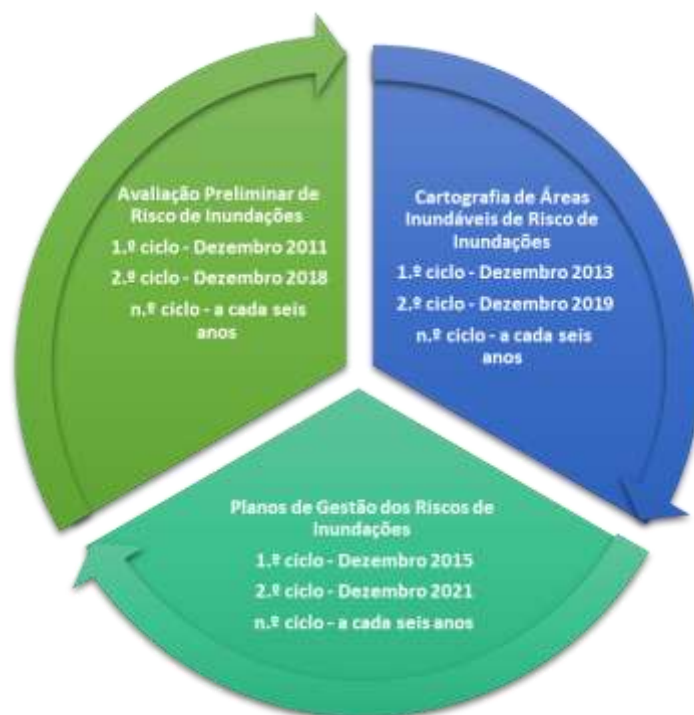 Avaliação Preliminar de
Risco de Inundações
1.º ciclo - Dezembro 2011
2.º ciclo - Dezembro 2018
n.º ciclo - a cada seis
anos
Cartografia de Áreas
Inundáveis de Risco de
Inundações
1.º ciclo - Dezembro 2013
2.º ciclo - Dezembro 2019
n.º ciclo - a cada seis
anos
Planos de Gestão dos Riscos de
Inundações
1.º ciclo - Dezembro 2015
2.º ciclo - Dezembro 2021
n.º ciclo - a cada seis anos